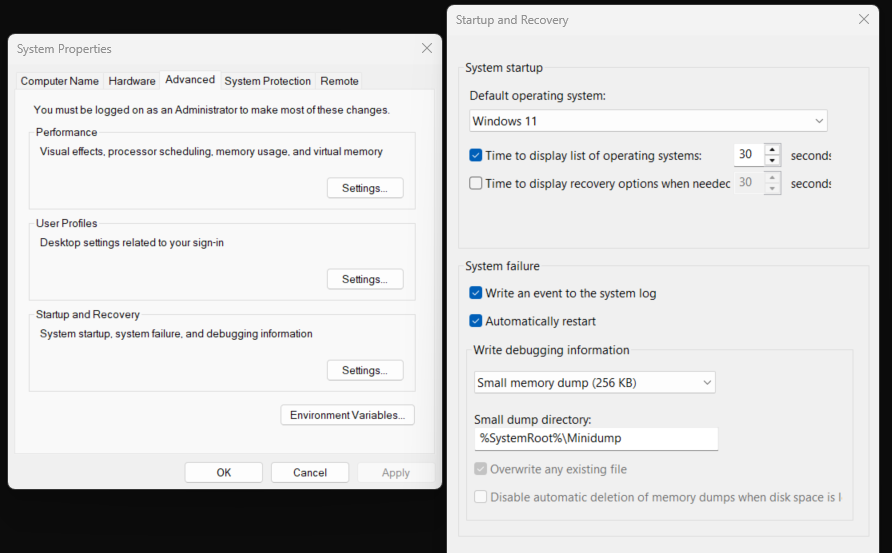 System Properties
Computer Name Hardware Advanced System Protection Remote
You must be logged on as an Administrator to make most of these changes.
Performance
Visual effects, processor scheduling, memory usage, and virtual memory
Settings...
User Profiles
Desktop settings related to your sign-in
Settings...
Startup and Recovery
System startup, system failure, and debugging information
Settings...
Environment Variables...
OK Cancel Apply
Startup and Recovery
System startup
Default operating system:
Windows 11
Time to display list of operating systems: 30 seconds
Time to display recovery options when needed 30 seconds
System failure
Write an event to the system log
Automatically restart
Write debugging information
Small memory dump (256 KB)
Small dump directory:
%SystemRoot%\Minidump
Overwrite any existing file
Disable automatic deletion of memory dumps when disk space is